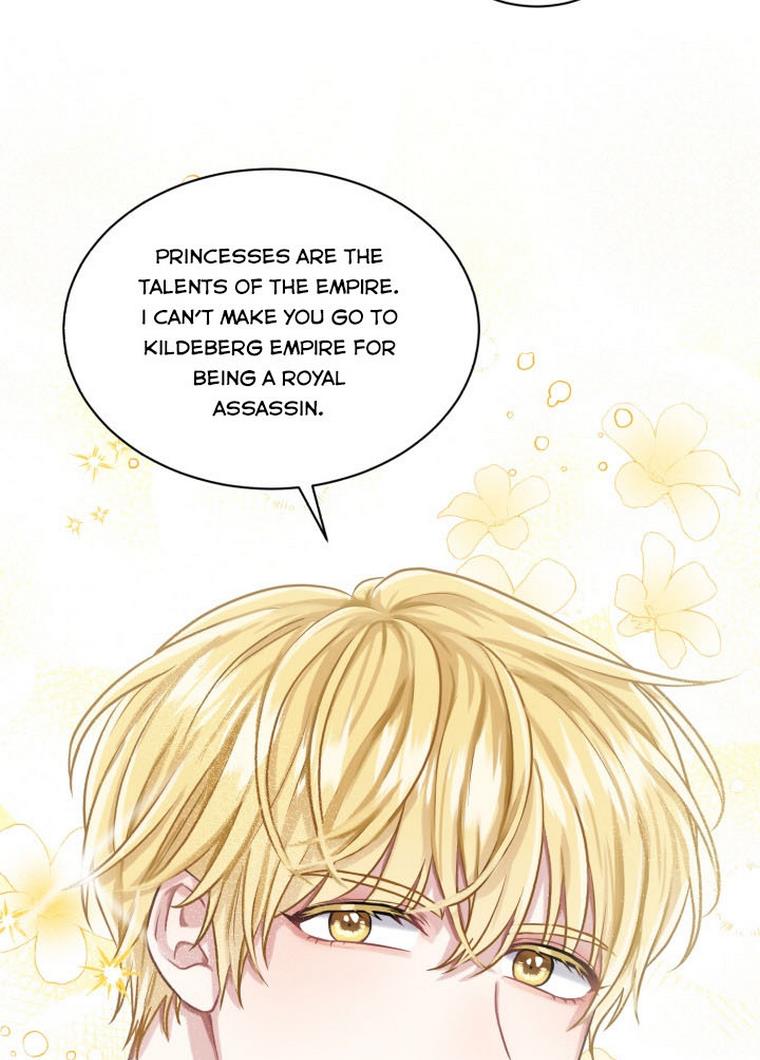 PRINCESSES ARE THE
TALENTS OF THE EMPIRE.
I CAN'T MAKE YOU GO TO
KILDEBERG EMPIRE FOR
BEING A ROYAL
ASSASSIN.